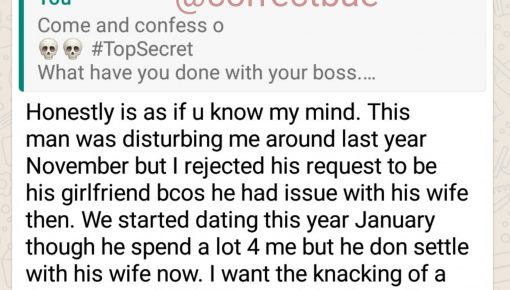 You
@correctbae
Come and confess o
💀💀 #TopSecret
What have you done with your boss....
Honestly is as if u know my mind. This
man was disturbing me around last year
November but I rejected his request to be
his girlfriend bcos he had issue with his wife
then. We started dating this year January
though he spend a lot 4 me but he don settle
with his wife now. I want the knacking of a